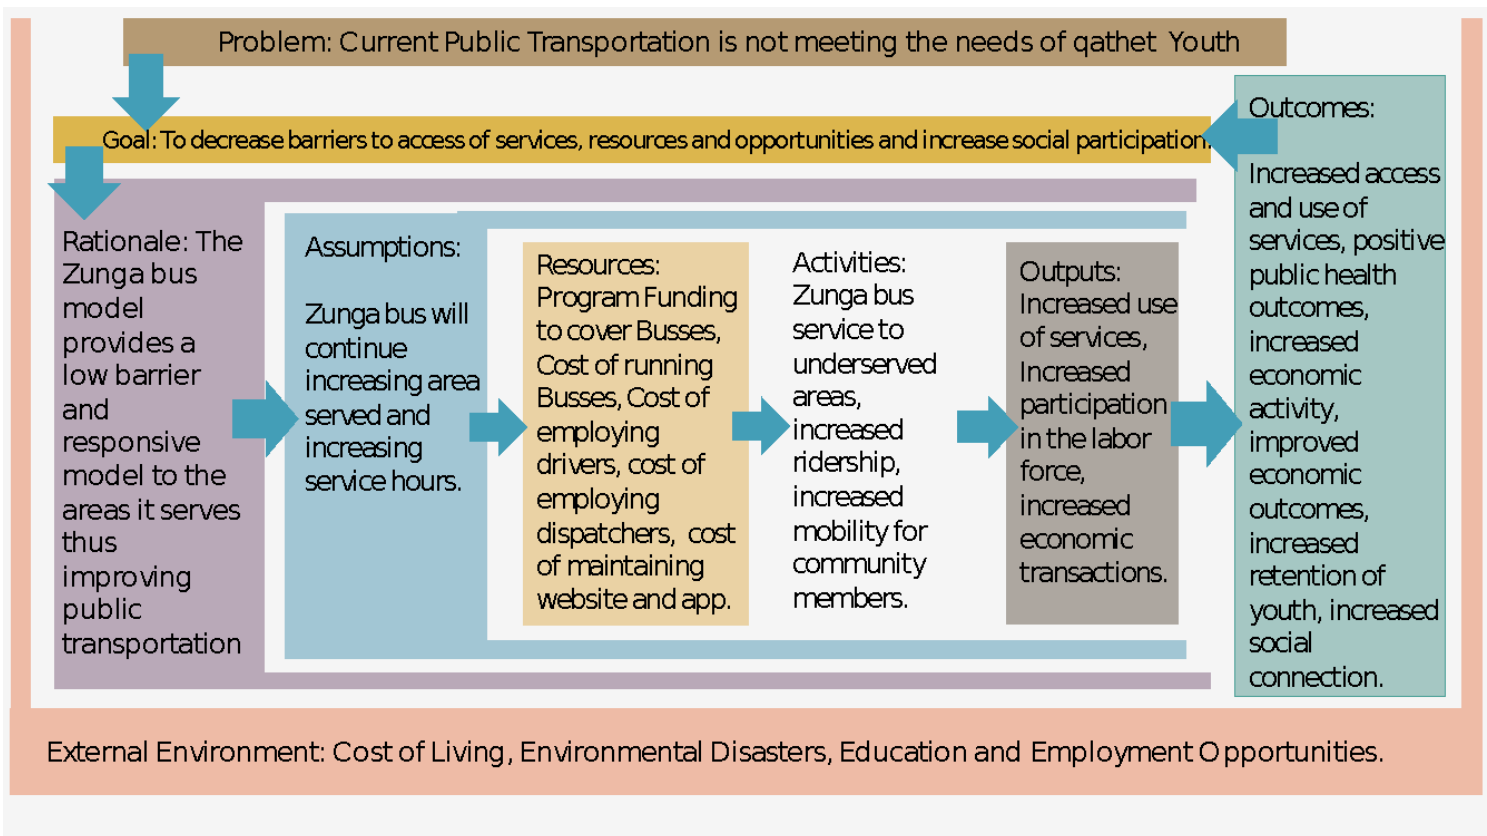 Problem: Current Public Transportation is not meeting the needs of qathet Youth
Goal: To decrease barriers to access of services, resources and opportunities and increase social participation.
Rationale: The
Zunga bus
model
provides a
low barrier
and
responsive
model to the
areas it serves
thus
improving
public
transportation
Assumptions:
Zunga bus will
continue
increasing area
served and
increasing
service hours.
Resources:
Program Funding
to cover Busses,
Cost of running
Busses, Cost of
employing
drivers, cost of
employing
dispatchers, cost
of maintaining
website and app.
Activities:
Zunga bus
service to
underserved
areas,
increased
ridership,
increased
mobility for
community
members.
Outputs:
Increased use
of services,
Increased
participation
in the labor
force,
increased
economic
transactions.
Outcomes:
Increased access
and use of
services, positive
public health
outcomes,
increased
economic
activity,
improved
economic
outcomes,
increased
retention of
youth, increased
social
connection.
External Environment: Cost of Living, Environmental Disasters, Education and Employment Opportunities.